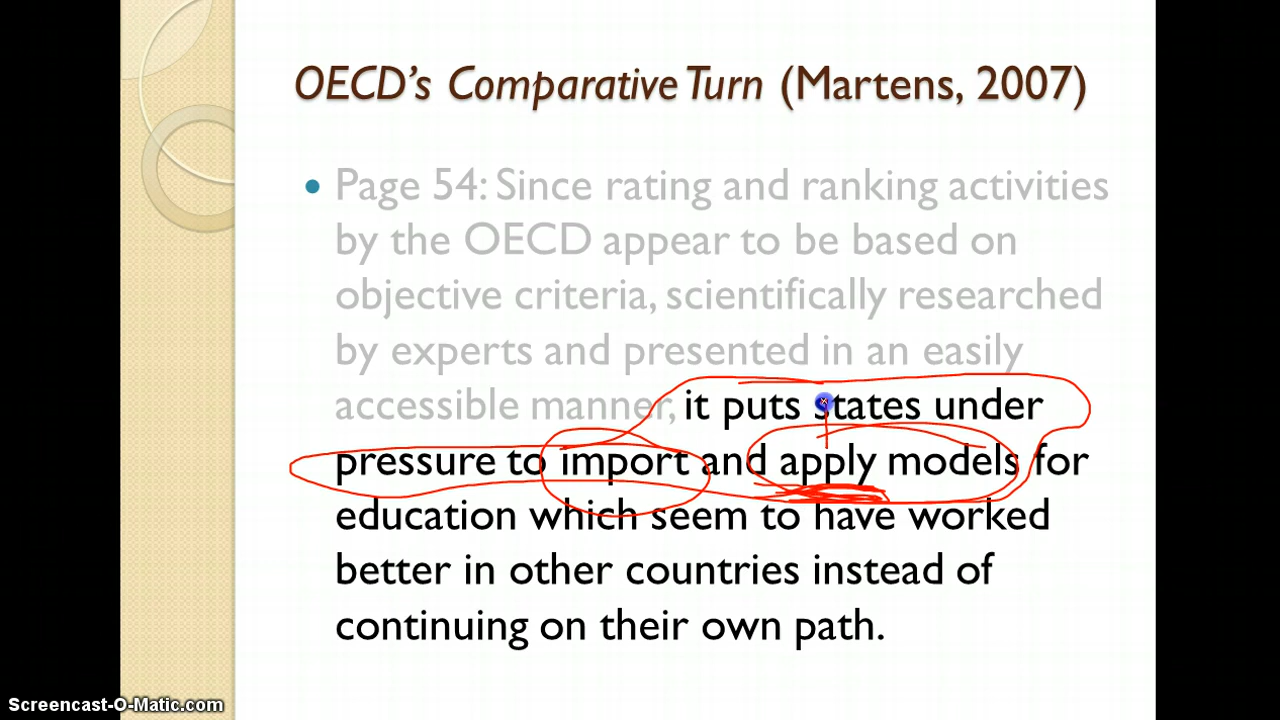 OECD's Comparative Turn (Martens, 2007)
• Page 54: Since rating and ranking activities
by the OECD appear to be based on
objective criteria, scientifically researched
by experts and presented in an easily
accessible manner, it puts states under
pressure to import and apply models for
education which seem to have worked
better in other countries instead of
continuing on their own path.
Screencast-O-Matic.com